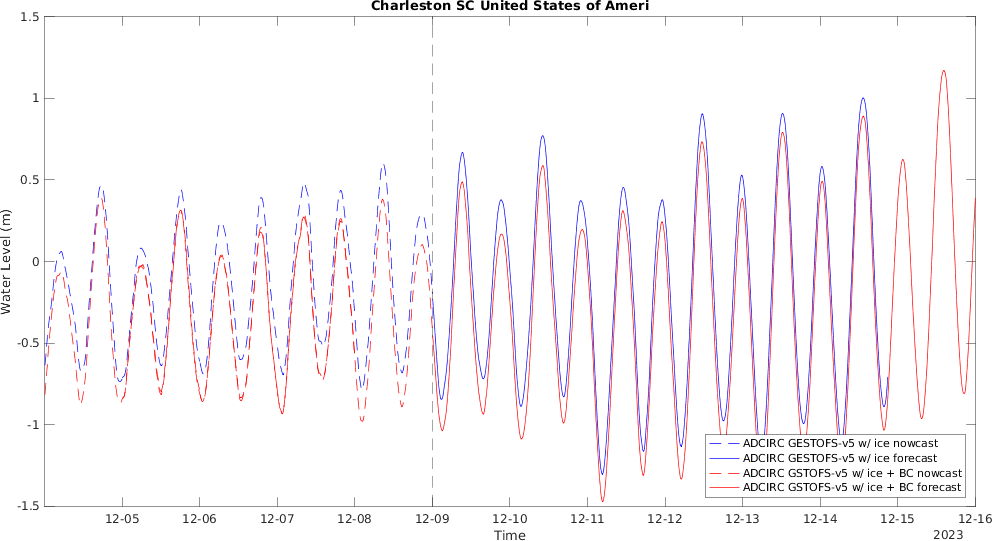 Charleston SC United States of Ameri
1.5
1
0.5
0
-0.5
-1
-1.5
Water Level (m)
ADCIRC GESTOFS-v5 w/ ice nowcast
ADCIRC GESTOFS-v5 w/ ice forecast
ADCIRC GSTOFS-v5 w/ ice + BC nowcast
ADCIRC GSTOFS-v5 w/ ice + BC forecast
12-05 12-06 12-07 12-08 12-09 12-10 12-11 12-12 12-13 12-14 12-15 12-16
Time
2023